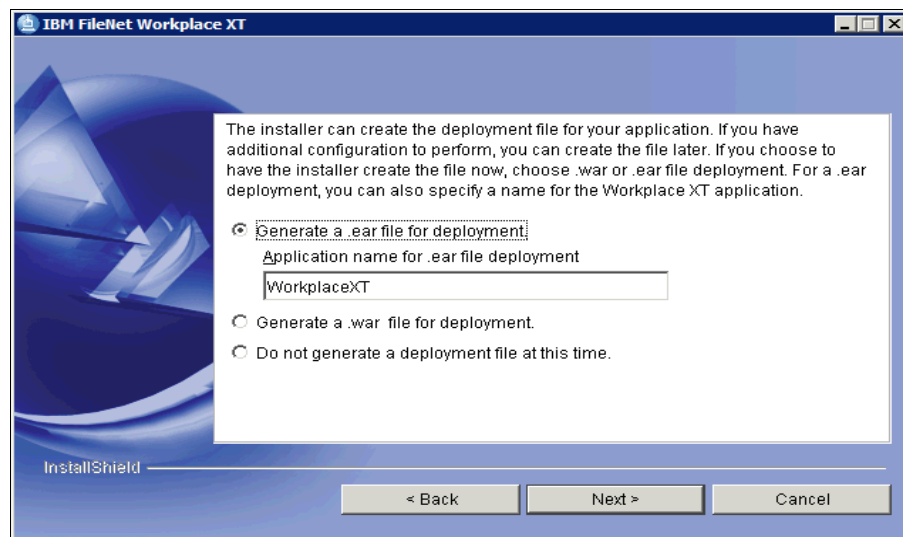 IBM FileNet Workplace XT
The installer can create the deployment file for your application. If you have
additional configuration to perform, you can create the file later. If you choose to
have the installer create the file now, choose .war or .ear file deployment. For a .ear
deployment, you can also specify a name for the Workplace XT application.
Generate a .ear file for deployment.
Application name for .ear file deployment
WorkplaceXT
Generate a .war file for deployment.
Do not generate a deployment file at this time.
InstallShield
< Back
Next >
Cancel